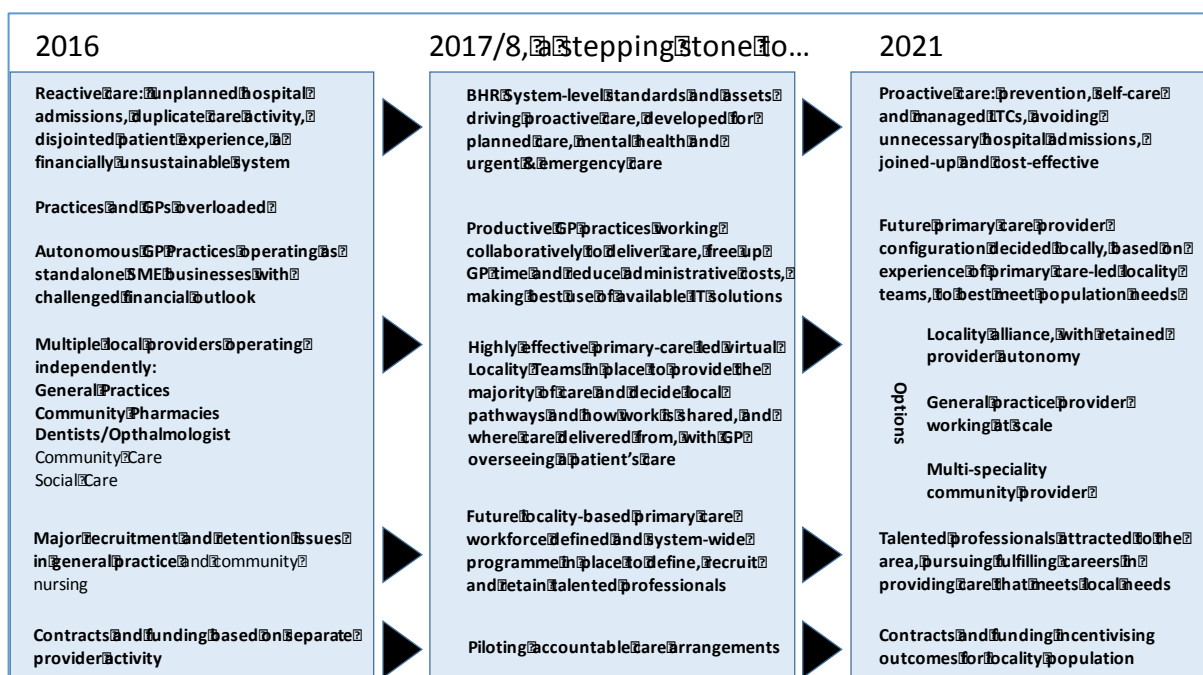 2016
Reactive care: unplanned hospital
admissions, duplicate care activity,
disjointed patient experience, a
financially unsustainable system
Practices and GPs overloaded
Autonomous GP Practices operating as
standalone SME businesses with
challenged financial outlook
Multiple local providers operating
independently:
General Practices
Community Pharmacies
Dentists/Opthalmologist
Community Care
Social Care
Major recruitment and retention issues
in general practice and community
nursing
Contracts and funding based on separate
provider activity
2017/8, a stepping stone to…
BHR System-level standards and assets
driving proactive care, developed for
planned care, mental health and
urgent & emergency care
Productive GP practices working
collaboratively to deliver care, free up
GP time and reduce administrative costs,
making best use of available IT solutions
Highly effective primary-care led virtual
Locality Teams in place to provide the
majority of care and decide local
pathways and how work is shared, and
where care delivered from, with GP
overseeing a patient's care
Future locality-based primary care
workforce defined and system-wide
programme in place to define, recruit
and retain talented professionals
Piloting accountable care arrangements
2021
Proactive care: prevention, self-care
and managed LTCs, avoiding
unnecessary hospital admissions,
joined-up and cost-effective
Future primary care provider
configuration decided locally, based on
experience of primary care-led locality
teams, to best meet population needs
Options
Locality alliance, with retained
provider autonomy
General practice provider
working at scale
Multi-speciality
community provider
Talented professionals attracted to the
area, pursuing fulfilling careers in
providing care that meets local needs
Contracts and funding incentivising
outcomes for locality population